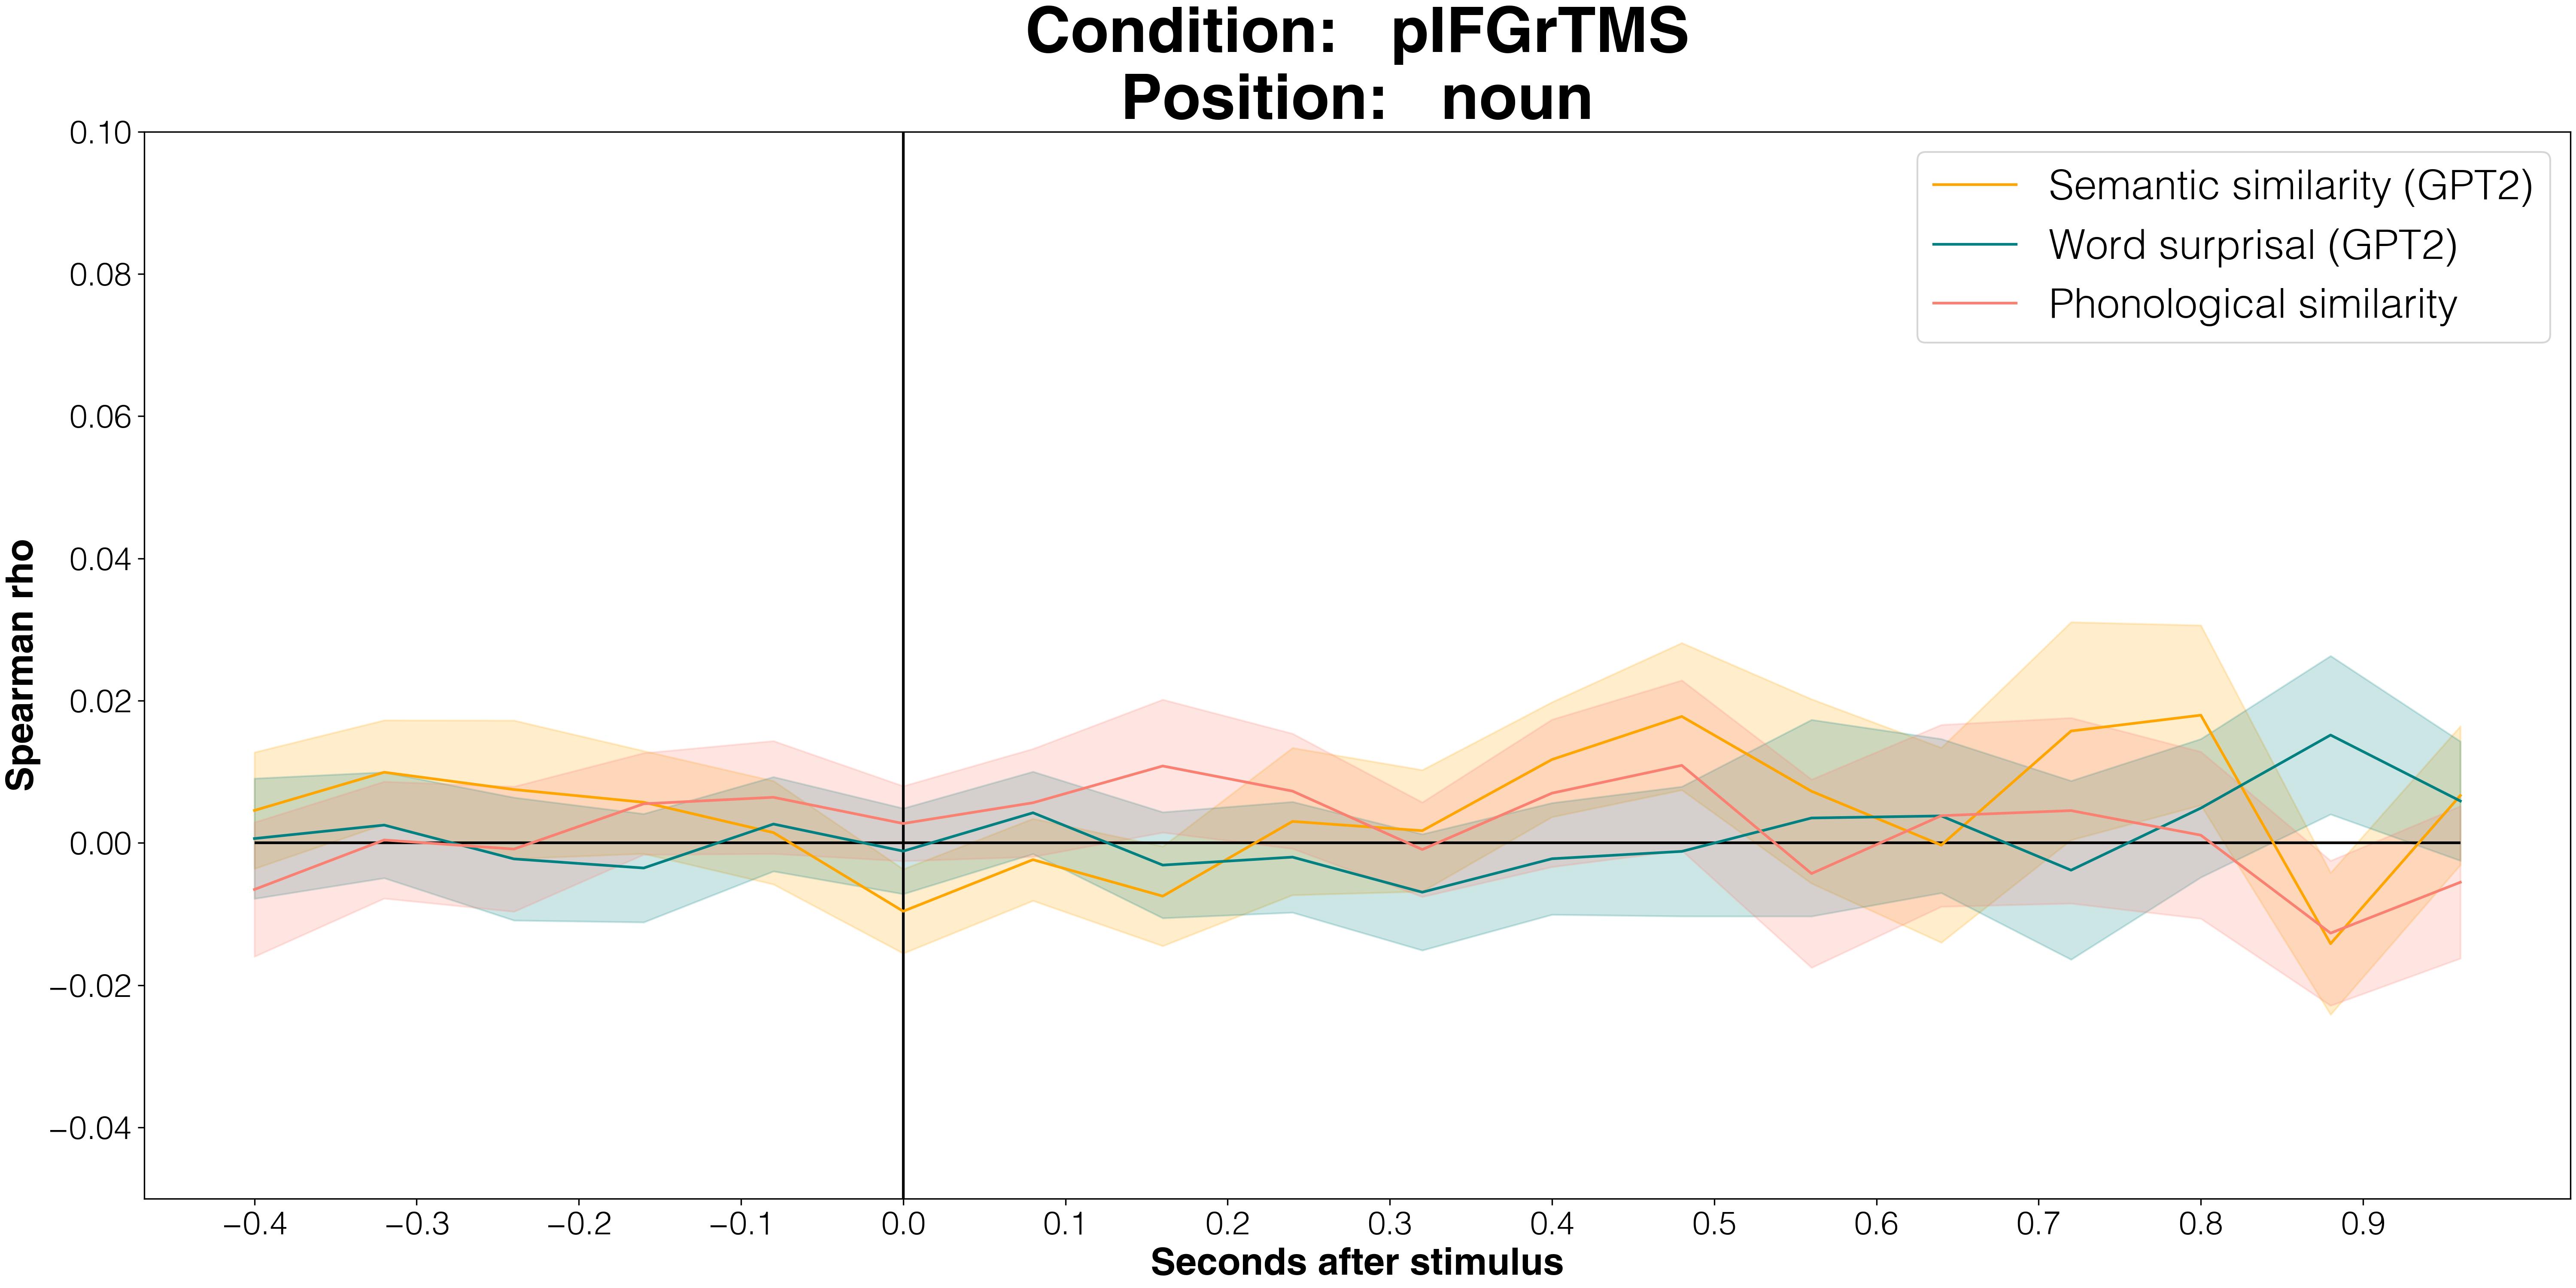 Condition: pIFGrTMS
Position: noun
0.10
0.08
0.06
0.04
0.02
0.00
−0.02
−0.04
Spearman rho
Semantic similarity (GPT2)
Word surprisal (GPT2)
Phonological similarity
−0.4 −0.3 −0.2 −0.1 0.0 0.1 0.2 0.3 0.4 0.5 0.6 0.7 0.8 0.9
Seconds after stimulus